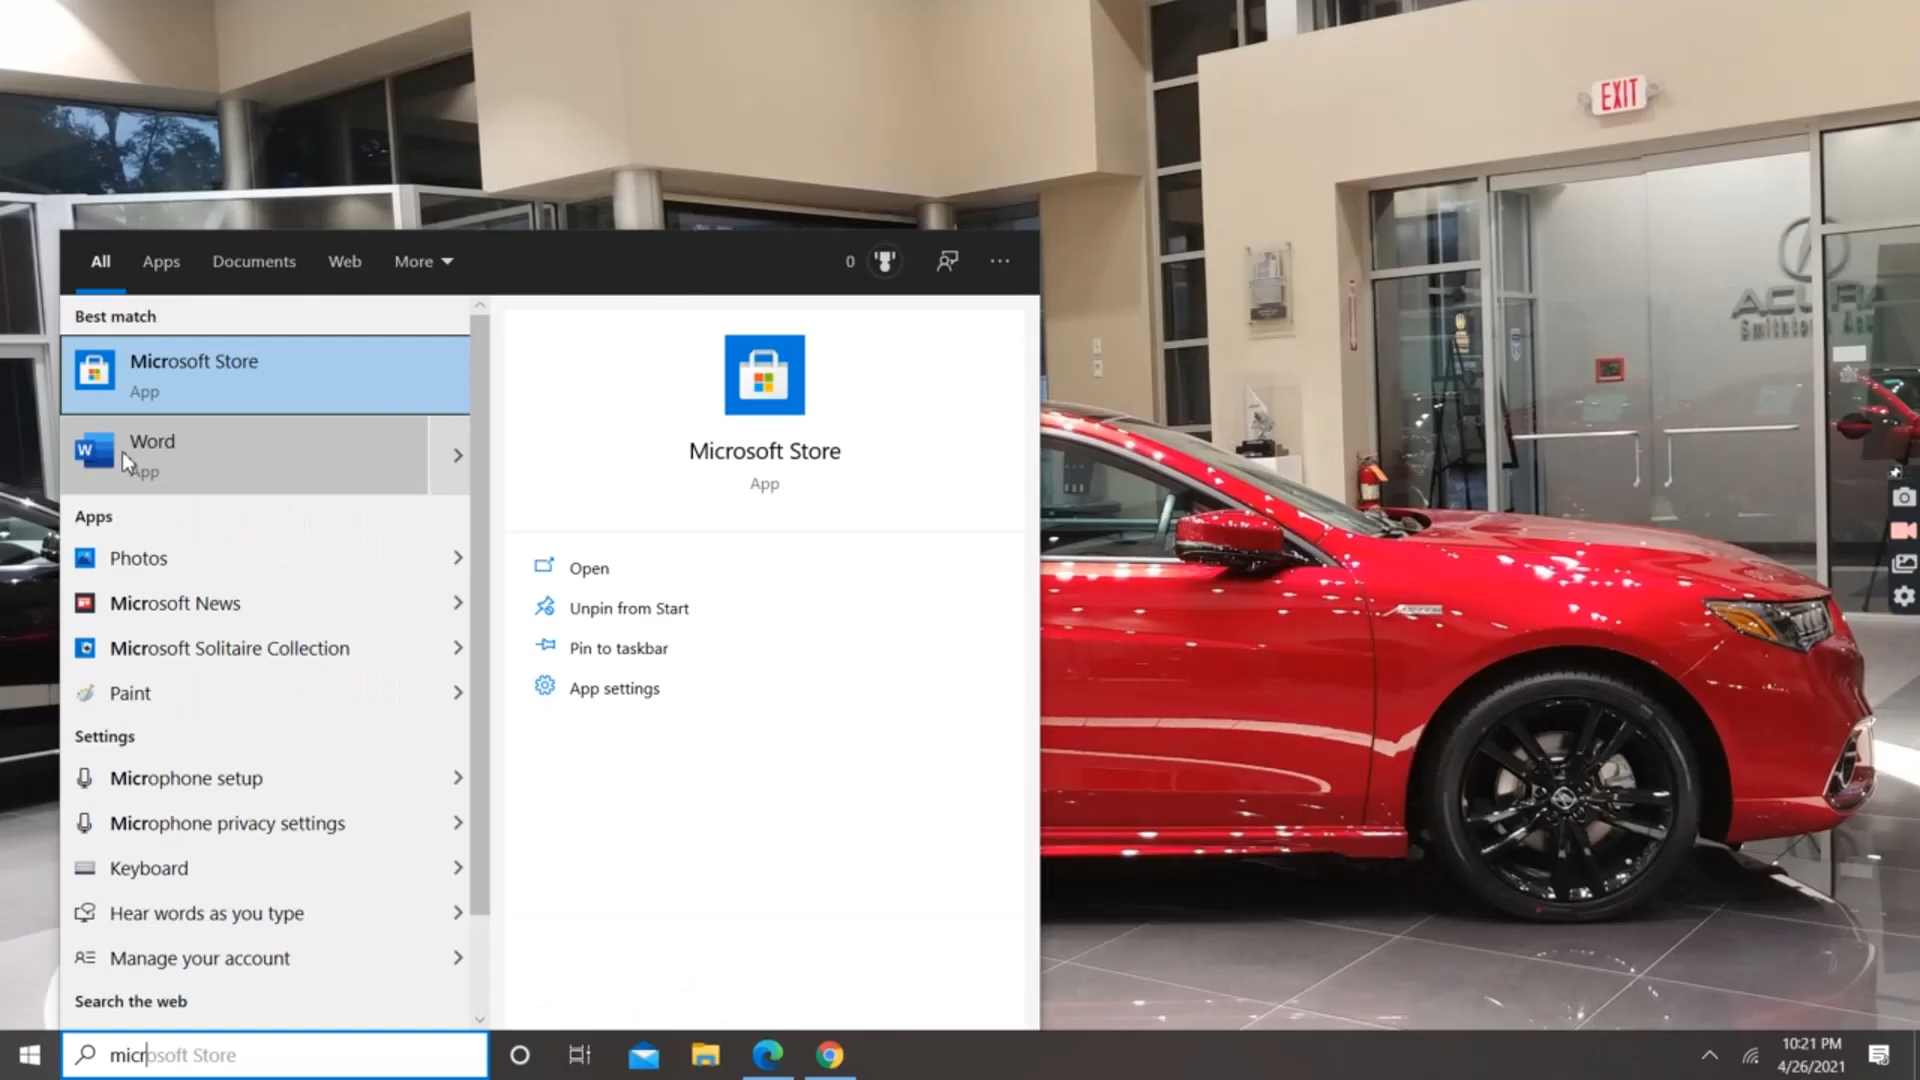 EXIT
ACURA
All Apps Documents Web More 0
Best match
Microsoft Store
App
Word
App
Apps
Photos
Microsoft News
Microsoft Solitaire Collection
Paint
Settings
Microphone setup
Microphone privacy settings
Keyboard
Hear words as you type
Manage your account
Search the web
Microsoft Store
App
Open
Unpin from Start
Pin to taskbar
App settings
microsoft Store
10:21 PM
4/26/2021